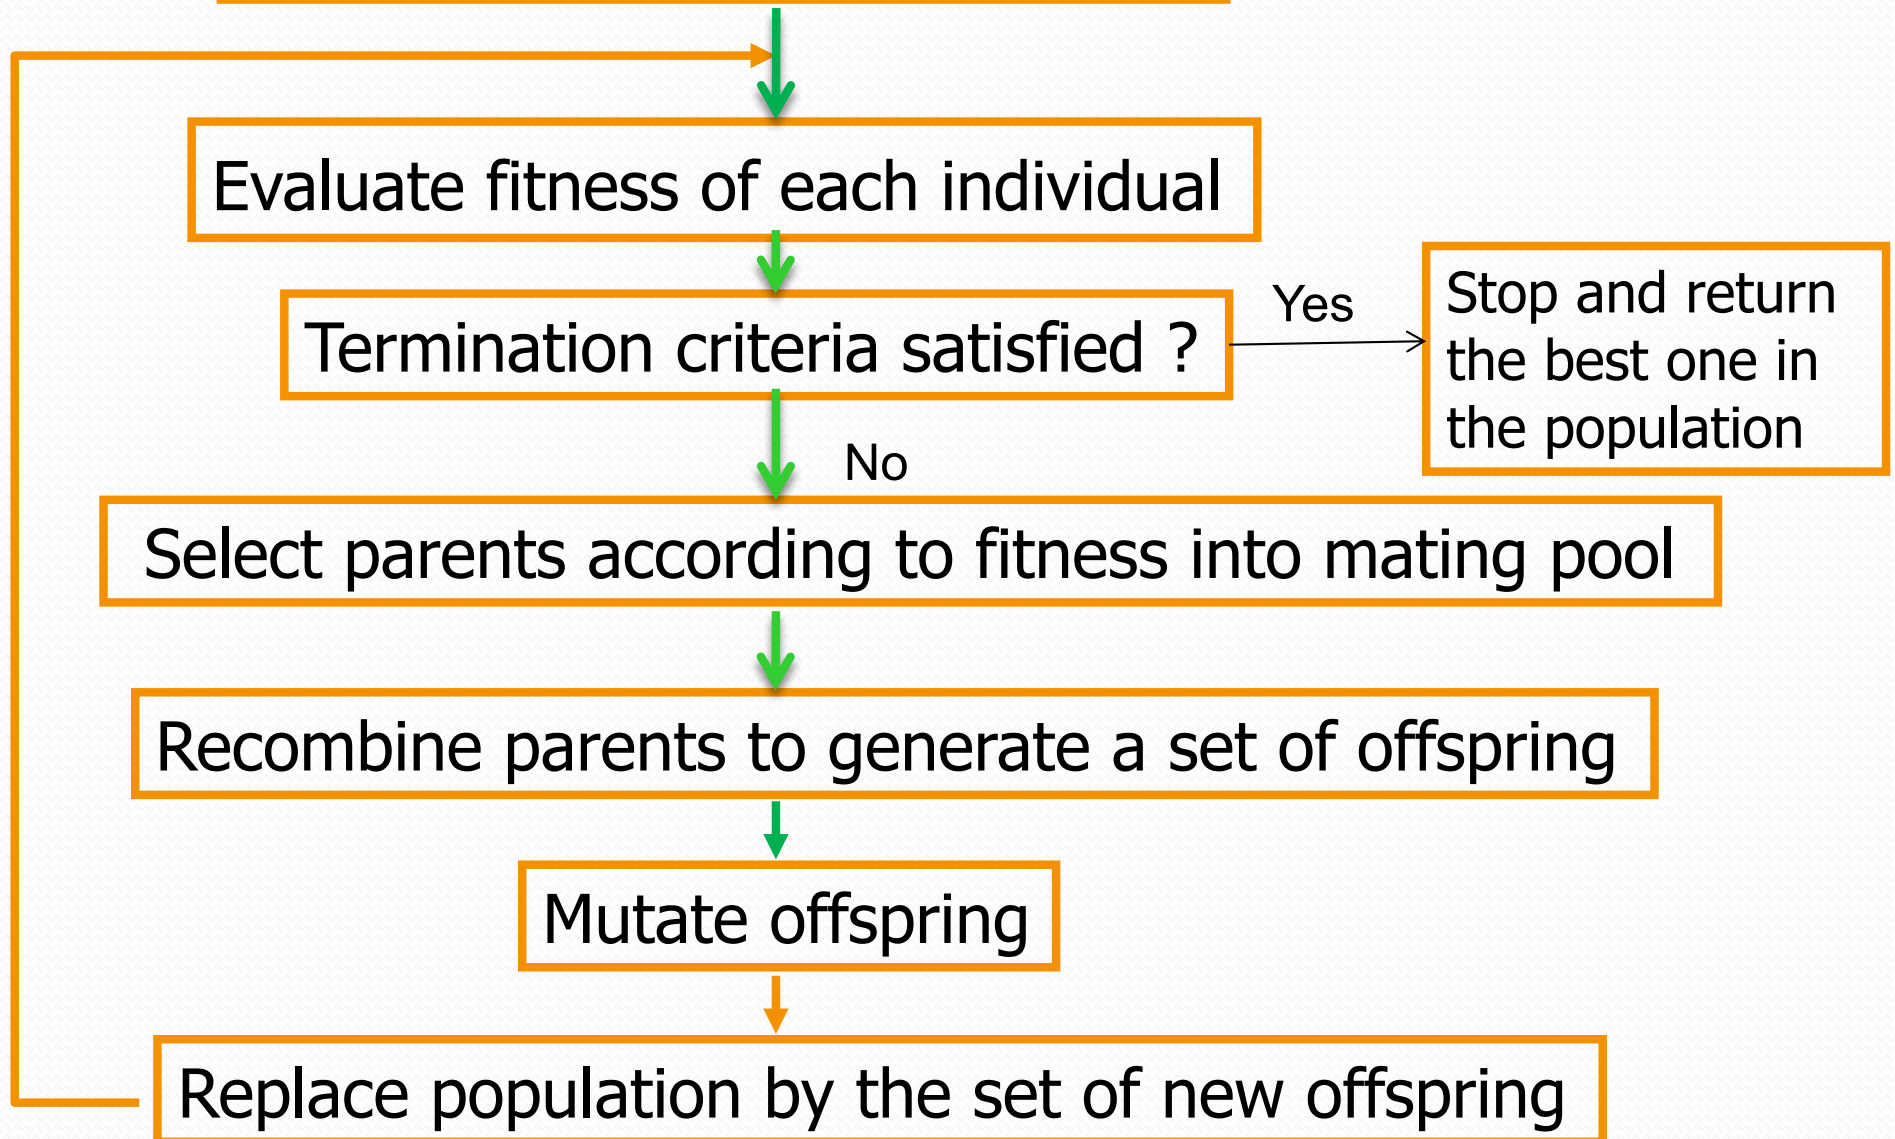 Evaluate fitness of each individual
Termination criteria satisfied ?
Yes
Stop and return
the best one in
the population
No
Select parents according to fitness into mating pool
Recombine parents to generate a set of offspring
Mutate offspring
Replace population by the set of new offspring